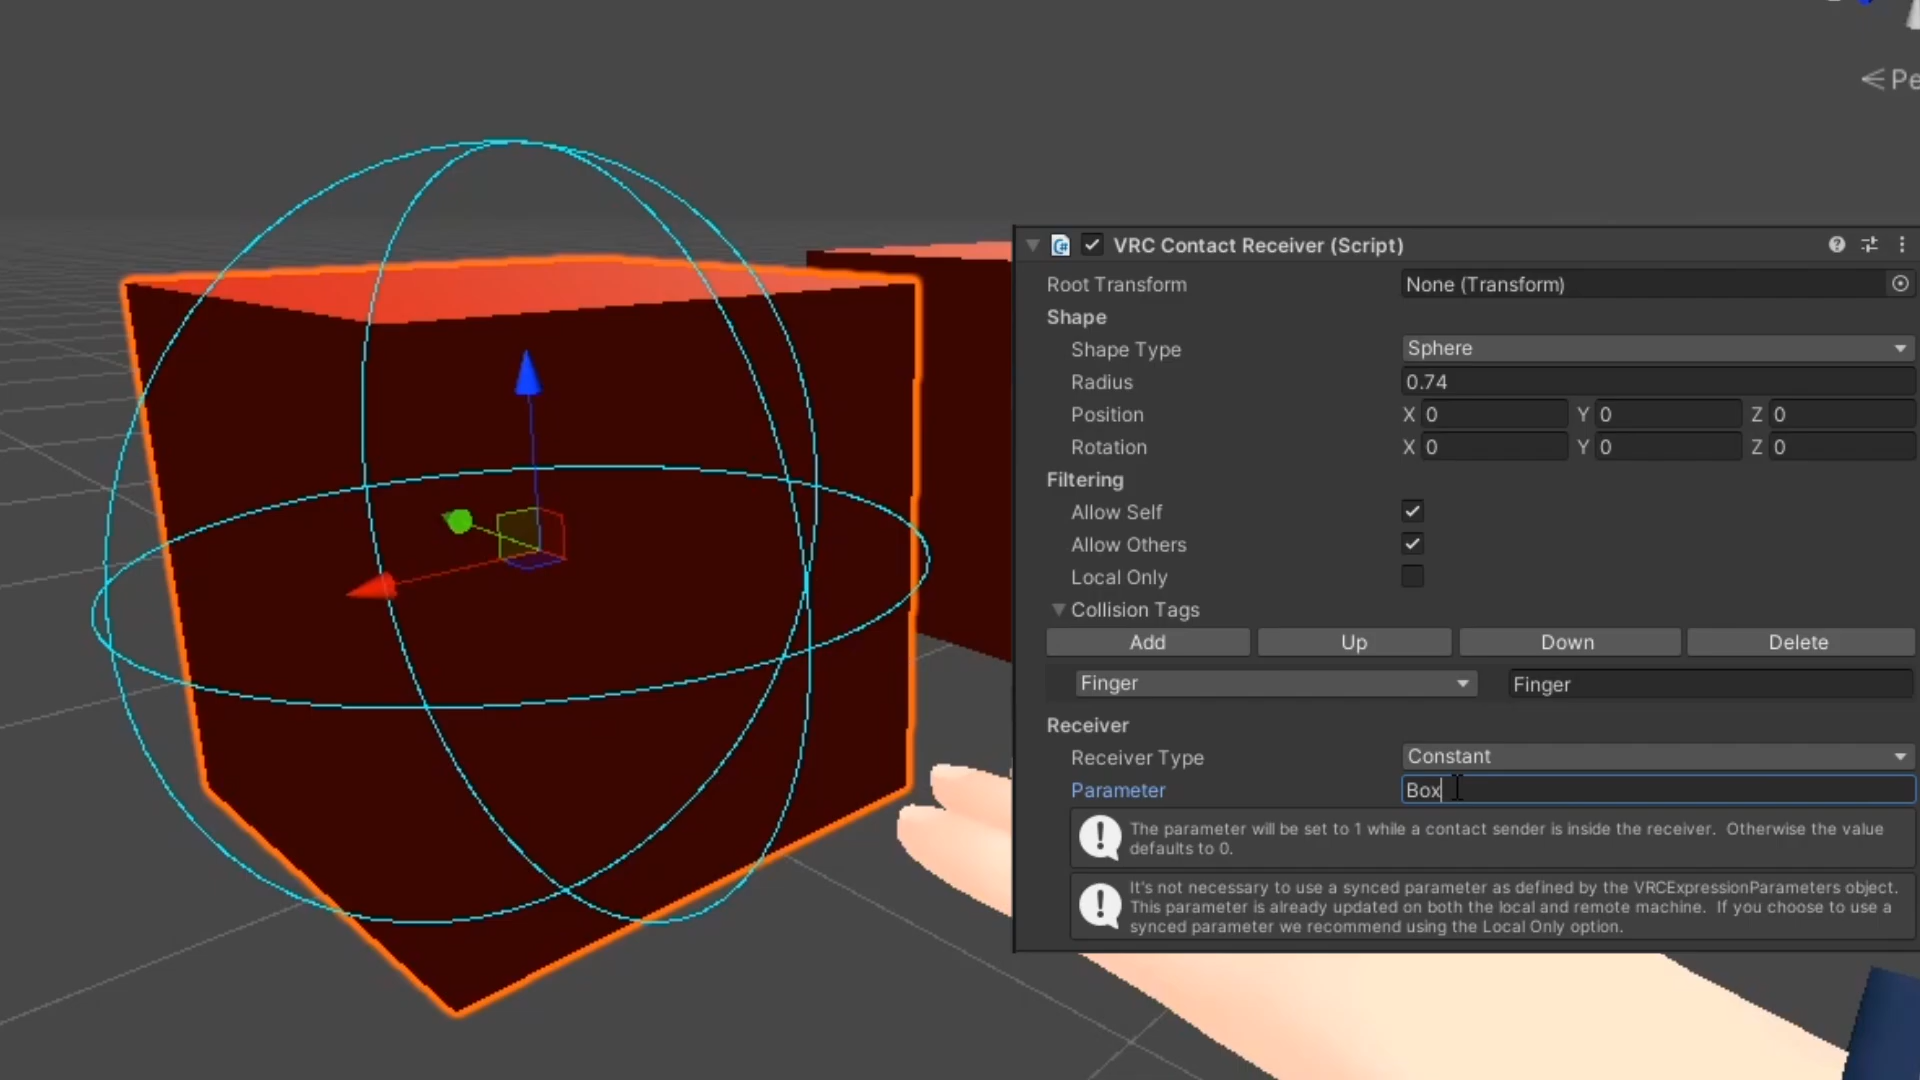 < Pe
VRC Contact Receiver (Script)
Root Transform None (Transform)
Shape
Shape Type Sphere
Radius 0.74
Position X 0 Y 0 Z 0
Rotation X 0 Y 0 Z 0
Filtering
Allow Self
Allow Others
Local Only
Collision Tags
Add Up Down Delete
Finger Finger
Receiver
Receiver Type Constant
Parameter Box
The parameter will be set to 1 while a contact sender is inside the receiver. Otherwise the value
defaults to 0.
It's not necessary to use a synced parameter as defined by the VRCExpressionParameters object.
This parameter is already updated on both the local and remote machine. If you choose to use a
synced parameter we recommend using the Local Only option.